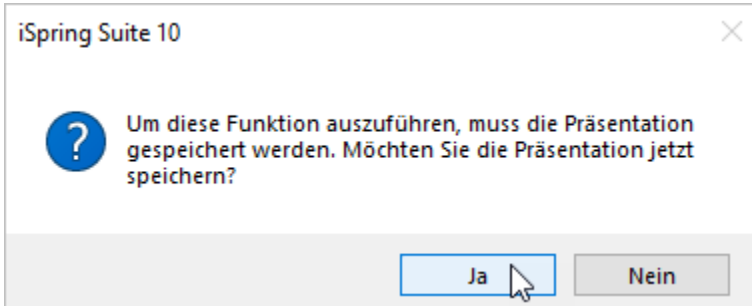 iSpring Suite 10
Um diese Funktion auszuführen, muss die Präsentation
gespeichert werden. Möchten Sie die Präsentation jetzt
speichern?
Ja
Nein